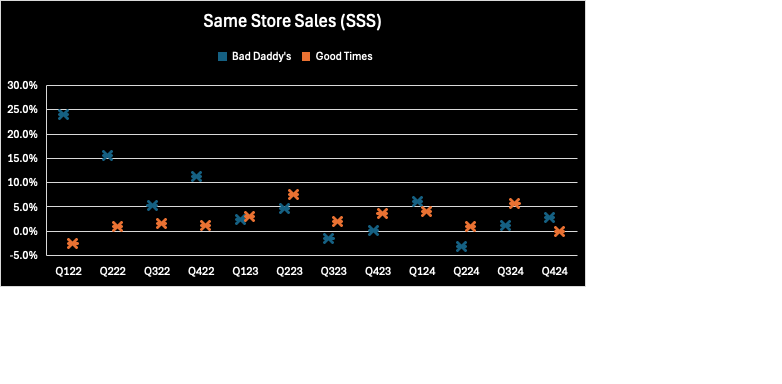 Same Store Sales (SSS)
Bad Daddy's Good Times
30.0%
25.0%
20.0%
15.0%
10.0%
5.0%
0.0%
-5.0%
Q122 Q222 Q322 Q422 Q123 Q223 Q323 Q423 Q124 Q224 Q324 Q424